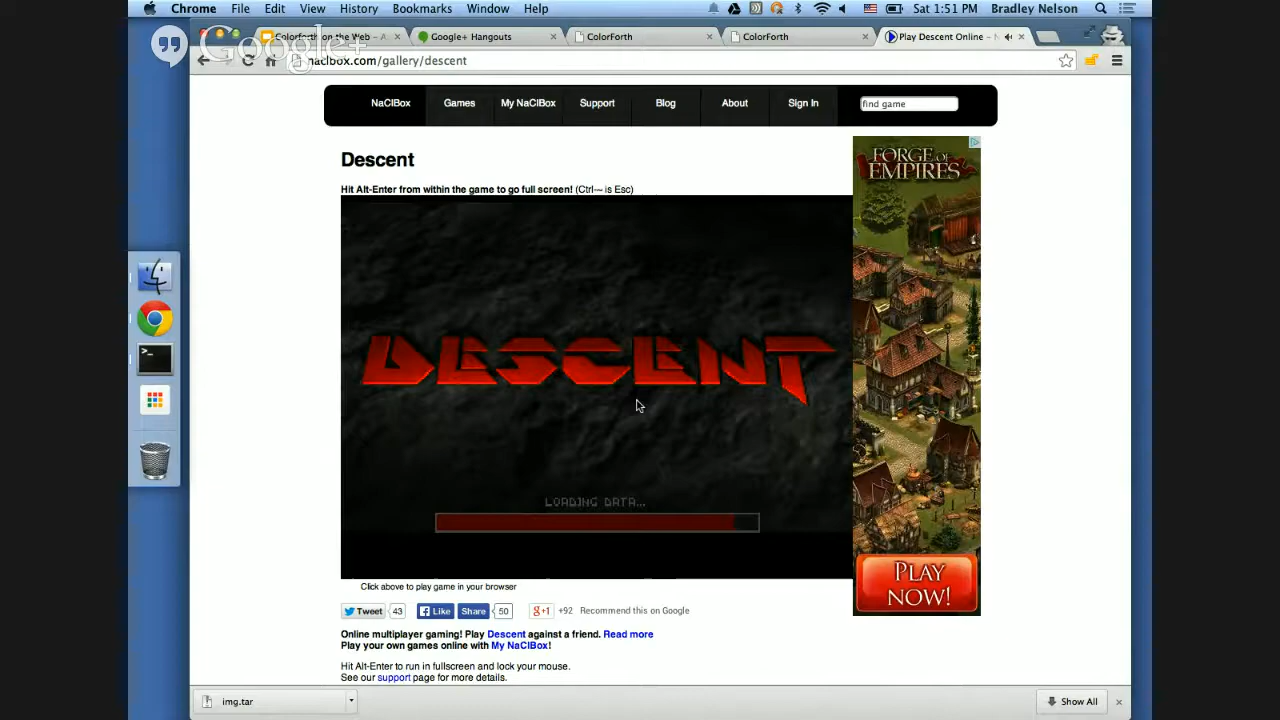 Chrome File Edit View History Bookmarks Window Help Sat 1:51 PM Bradley Nelson
Google+
Colorforth on the Web - A Google+ Hangouts ColorForth ColorForth Play Descent Online - N
naclbox.com/gallery/descent
NaClBox Games My NaClBox Support Blog About Sign In find game
Descent
Hit Alt-Enter from within the game to go full screen! (Ctrl-~ is Esc)
FORGE OF
EMPIRES
DESCENT
LOADING DATA...
PLAY
NOW!
Click above to play game in your browser
Tweet 43 Like Share 50 g+1 +92 Recommend this on Google
Online multiplayer gaming! Play Descent against a friend. Read more
Play your own games online with My NaClBox!
Hit Alt-Enter to run in fullscreen and lock your mouse.
See our support page for more details.
img.tar Show All